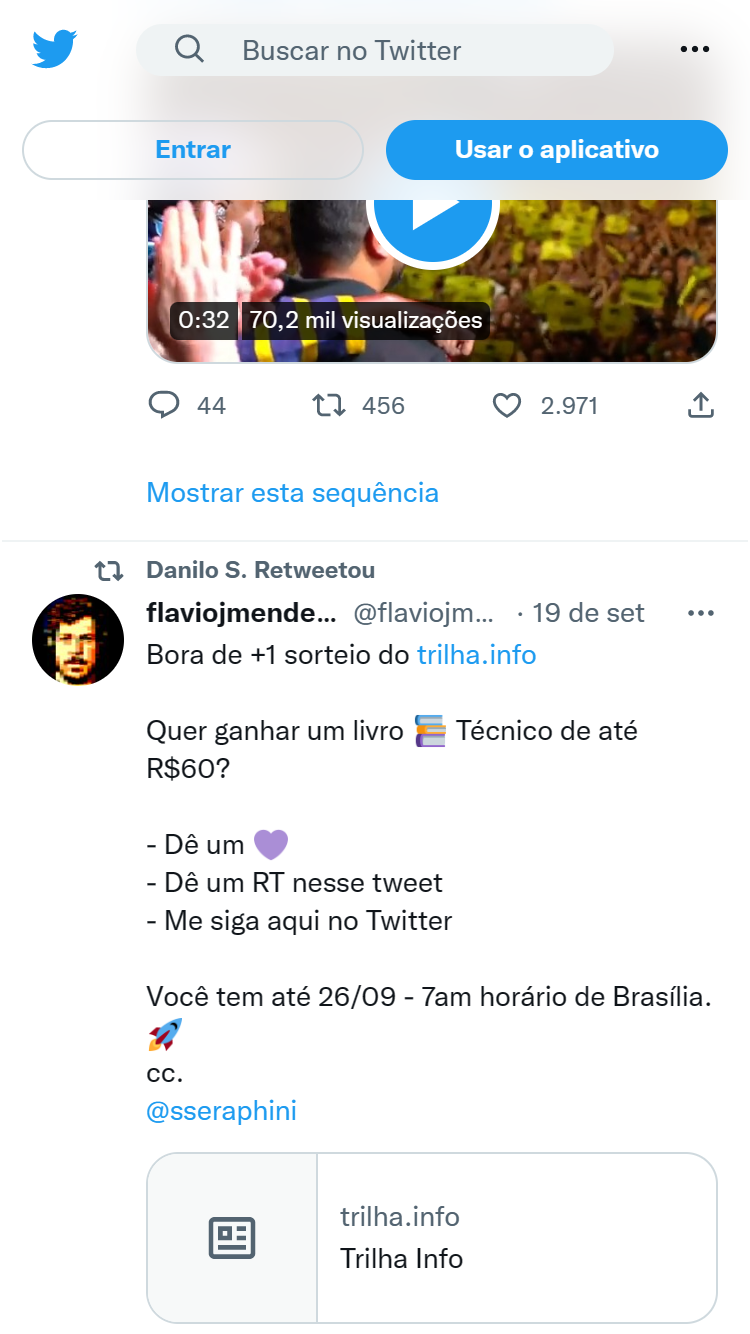 Buscar no Twitter
Entrar
Usar o aplicativo
0:32 70,2 mil visualizações
44 456 2.971
Mostrar esta sequência
Danilo S. Retweetou
flaviojmende... @flaviojm... · 19 de set
Bora de +1 sorteio do trilha.info
Quer ganhar um livro 📚 Técnico de até
R$60?
- Dê um 💜
- Dê um RT nesse tweet
- Me siga aqui no Twitter
Você tem até 26/09 - 7am horário de Brasília.
🚀
cc.
@sseraphini
trilha.info
Trilha Info